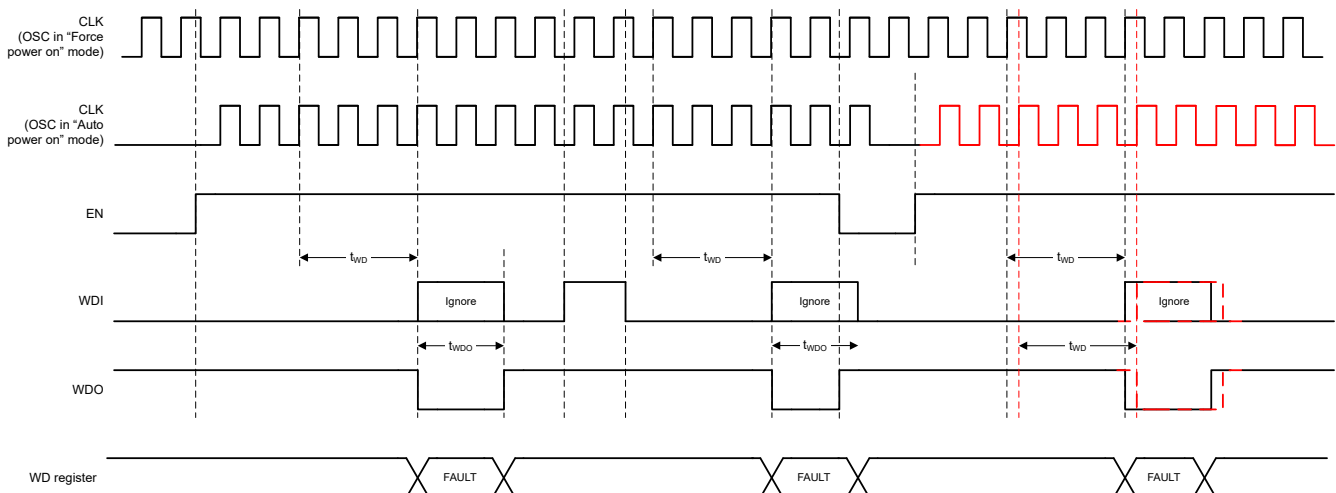 CLK
(OSC in “Force
power on” mode)
CLK
(OSC in “Auto
power on” mode)
EN
tWD
tWD
tWD
WDI
Ignore
Ignore
Ignore
tWDO
tWDO
tWD
WDO
WD register
FAULT
FAULT
FAULT